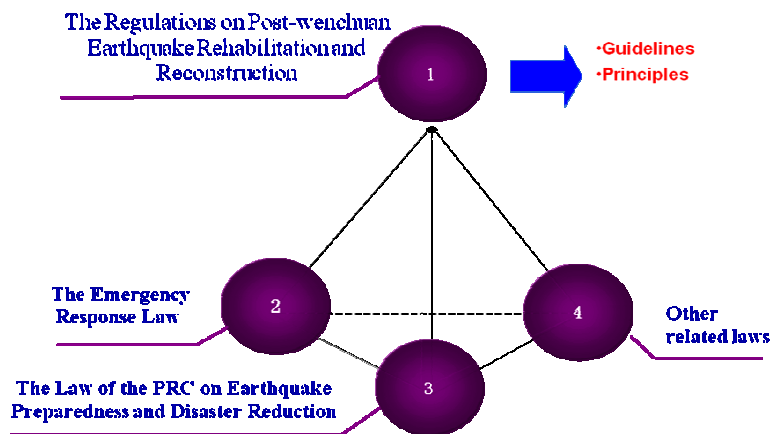 The Regulations on Post-wenchuan
Earthquake Rehabilitation and
Reconstruction
1
•Guidelines
•Principles
2
The Emergency
Response Law
4
Other
related laws
3
The Law of the PRC on Earthquake
Preparedness and Disaster Reduction